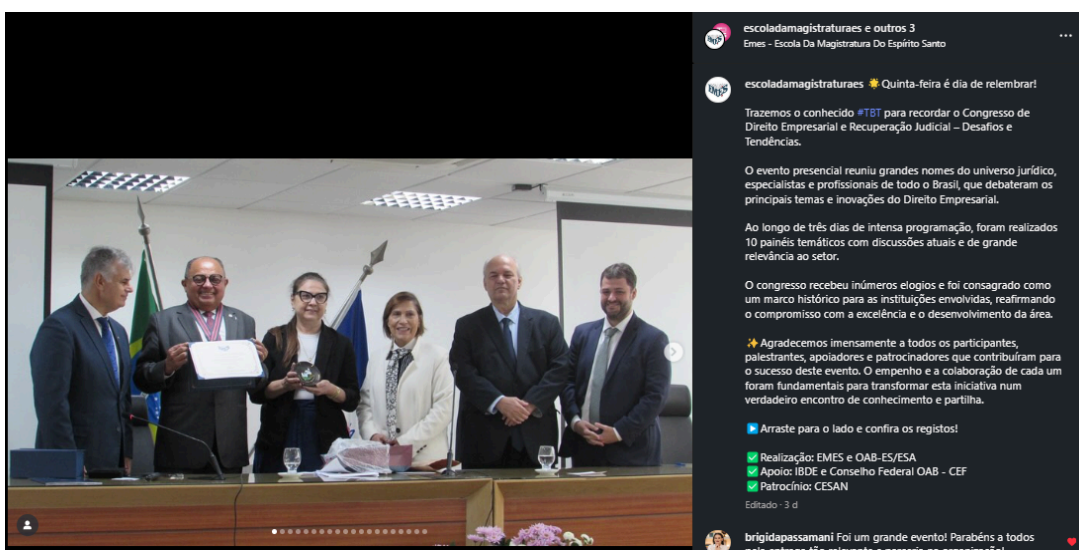 escoladamagistraturaes e outros 3
Emes - Escola Da Magistratura Do Espírito Santo
escoladamagistraturaes 🌟Quinta-feira é dia de relembrar!
Trazemos o conhecido #TBT para recordar o Congresso de
Direito Empresarial e Recuperação Judicial – Desafios e
Tendências.
O evento presencial reuniu grandes nomes do universo jurídico,
especialistas e profissionais de todo o Brasil, que debateram os
principais temas e inovações do Direito Empresarial.
Ao longo de três dias de intensa programação, foram realizados
10 painéis temáticos com discussões atuais e de grande
relevância ao setor.
O congresso recebeu inúmeros elogios e foi consagrado como
um marco histórico para as instituições envolvidas, reafirmando
o compromisso com a excelência e o desenvolvimento da área.
✨Agradecemos imensamente a todos os participantes,
palestrantes, apoiadores e patrocinadores que contribuíram para
o sucesso deste evento. O empenho e a colaboração de cada um
foram fundamentais para transformar esta iniciativa num
verdadeiro encontro de conhecimento e partilha.
▶️Arraste para o lado e confira os registos!
✅Realização: EMES e OAB-ES/ESA
✅Apoio: IBDE e Conselho Federal OAB - CEF
✅Patrocínio: CESAN
Editado · 3 d
brigidapassamani Foi um grande evento! Parabéns a todos